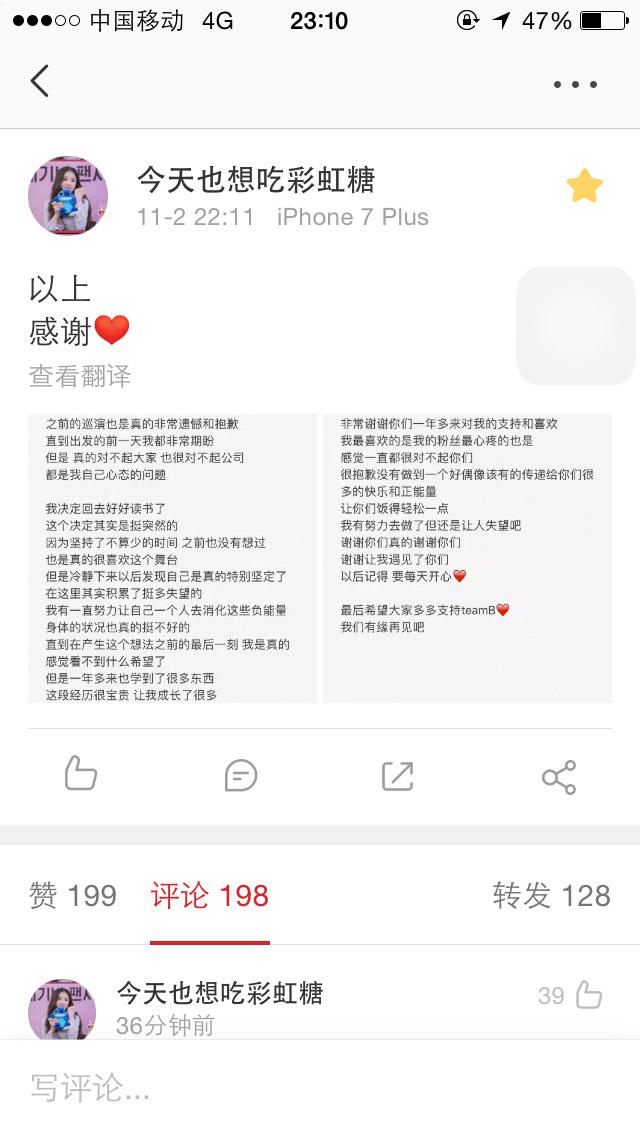 中国移动 4G 23:10 47%
今天也想吃彩虹糖
11-2 22:11 iPhone 7 Plus
以上
感谢❤️
查看翻译
之前的巡演也是真的非常遗憾和抱歉
直到出发的前一天我都非常期盼
但是 真的对不起大家 也很对不起公司
都是我自己心态的问题
我决定回去好好读书了
这个决定其实是挺突然的
因为坚持了不算少的时间 之前也没有想过
也是真的很喜欢这个舞台
但是冷静下来以后发现自己是真的特别坚定了
在这里其实积累了挺多失望的
我有一直努力让自己一个人去消化这些负能量
身体的状况也真的挺不好的
直到在产生这个想法之前的最后一刻 我是真的
感觉看不到什么希望了
但是一年多来也学到了很多东西
这段经历很宝贵 让我成长了很多
非常谢谢你们一年多来对我的支持和喜欢
我最喜欢的是我的粉丝最心疼的也是
感觉一直都很对不起你们
很抱歉没有做到一个好偶像该有的传递给你们很
多的快乐和正能量
让你们饭得轻松一点
我有努力去做了但还是让人失望吧
谢谢你们真的谢谢你们
谢谢让我遇见了你们
以后记得 要每天开心❤️
最后希望大家多多支持teamB❤️
我们有缘再见吧
赞 199 评论 198 转发 128
今天也想吃彩虹糖
39
36分钟前
写评论...